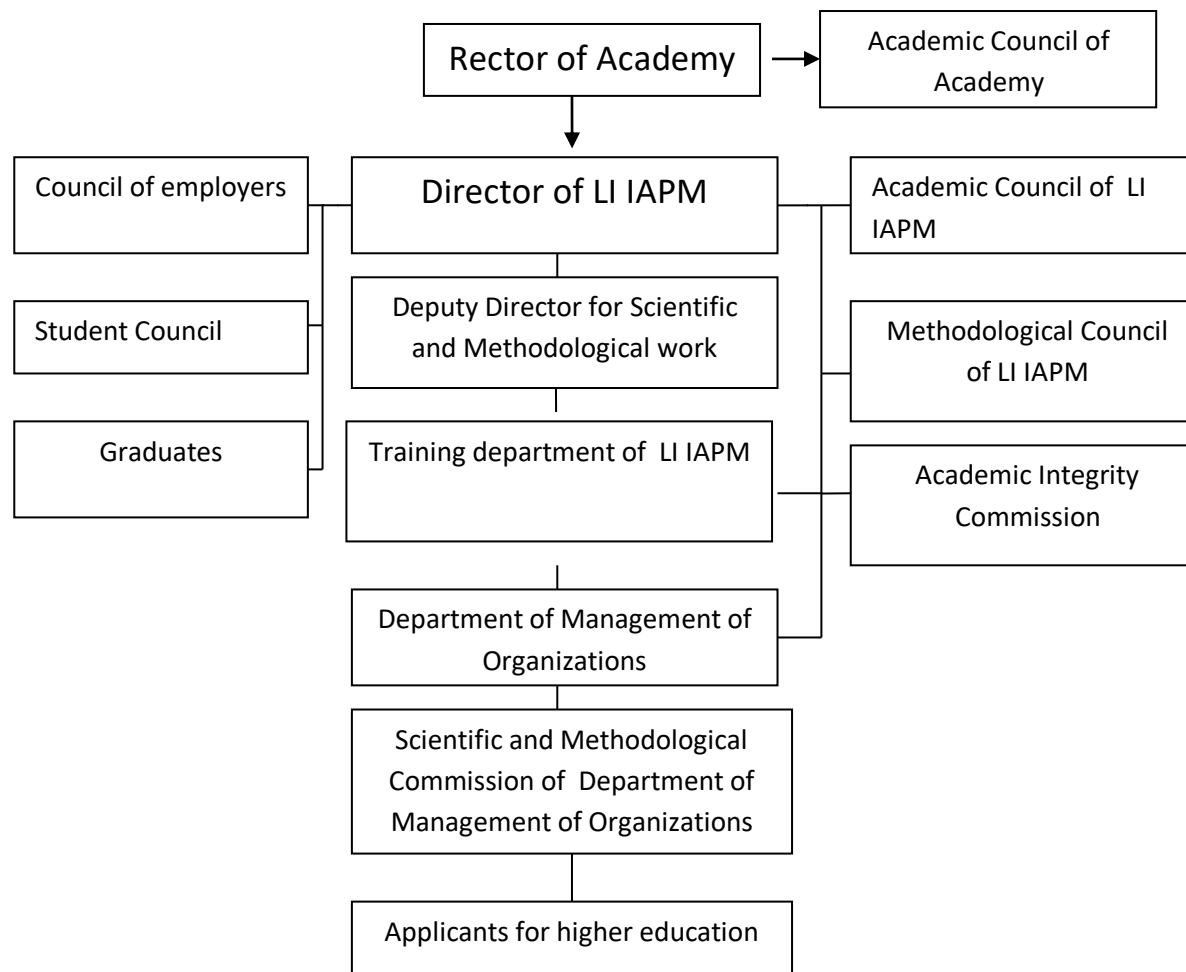 Rector of Academy
Academic Council of
Academy
Council of employers
Director of LI IAPM
Academic Council of LI
IAPM
Student Council
Deputy Director for Scientific
and Methodological work
Methodological Council
of LI IAPM
Graduates
Training department of LI IAPM
Academic Integrity
Commission
Department of Management of
Organizations
Scientific and Methodological
Commission of Department of
Management of Organizations
Applicants for higher education